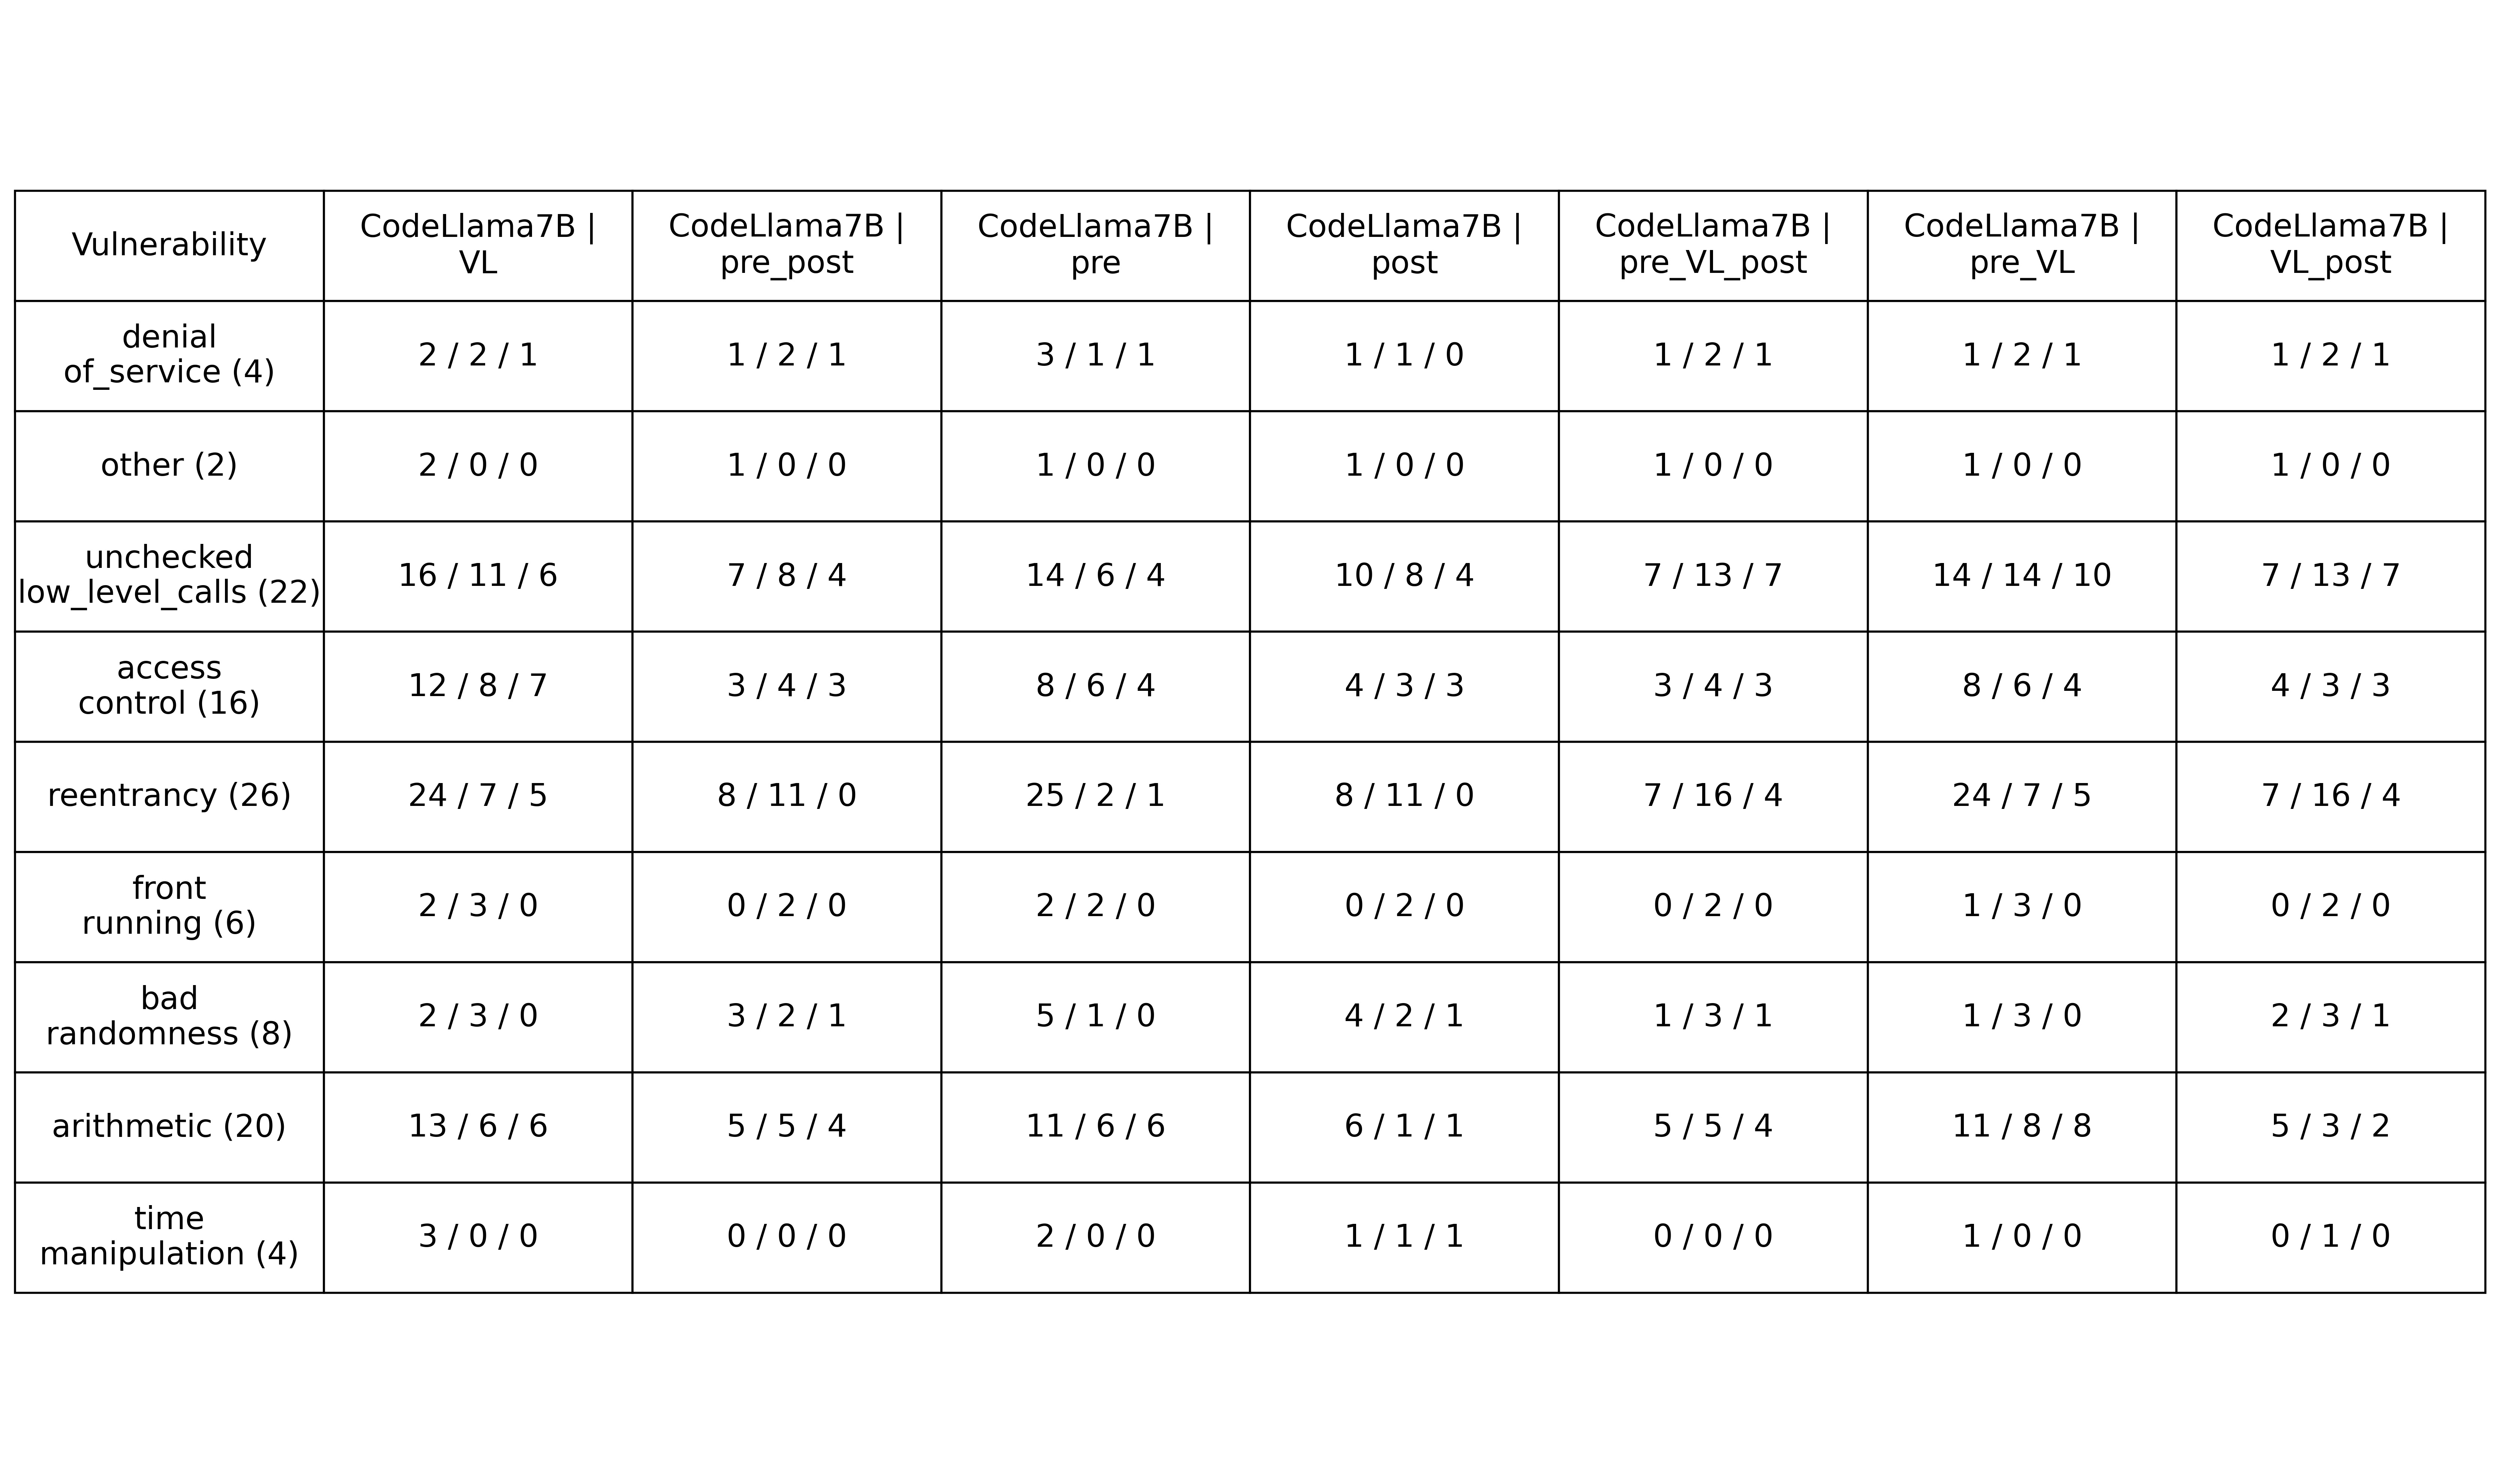 Vulnerability
CodeLlama7B |
VL
CodeLlama7B |
pre_post
CodeLlama7B |
pre
CodeLlama7B |
post
CodeLlama7B |
pre_VL_post
CodeLlama7B |
pre_VL
CodeLlama7B |
VL_post
denial
of_service (4)
2 / 2 / 1
1 / 2 / 1
3 / 1 / 1
1 / 1 / 0
1 / 2 / 1
1 / 2 / 1
1 / 2 / 1
other (2)
2 / 0 / 0
1 / 0 / 0
1 / 0 / 0
1 / 0 / 0
1 / 0 / 0
1 / 0 / 0
1 / 0 / 0
unchecked
low_level_calls (22)
16 / 11 / 6
7 / 8 / 4
14 / 6 / 4
10 / 8 / 4
7 / 13 / 7
14 / 14 / 10
7 / 13 / 7
access
control (16)
12 / 8 / 7
3 / 4 / 3
8 / 6 / 4
4 / 3 / 3
3 / 4 / 3
8 / 6 / 4
4 / 3 / 3
reentrancy (26)
24 / 7 / 5
8 / 11 / 0
25 / 2 / 1
8 / 11 / 0
7 / 16 / 4
24 / 7 / 5
7 / 16 / 4
front
running (6)
2 / 3 / 0
0 / 2 / 0
2 / 2 / 0
0 / 2 / 0
0 / 2 / 0
1 / 3 / 0
0 / 2 / 0
bad
randomness (8)
2 / 3 / 0
3 / 2 / 1
5 / 1 / 0
4 / 2 / 1
1 / 3 / 1
1 / 3 / 0
2 / 3 / 1
arithmetic (20)
13 / 6 / 6
5 / 5 / 4
11 / 6 / 6
6 / 1 / 1
5 / 5 / 4
11 / 8 / 8
5 / 3 / 2
time
manipulation (4)
3 / 0 / 0
0 / 0 / 0
2 / 0 / 0
1 / 1 / 1
0 / 0 / 0
1 / 0 / 0
0 / 1 / 0